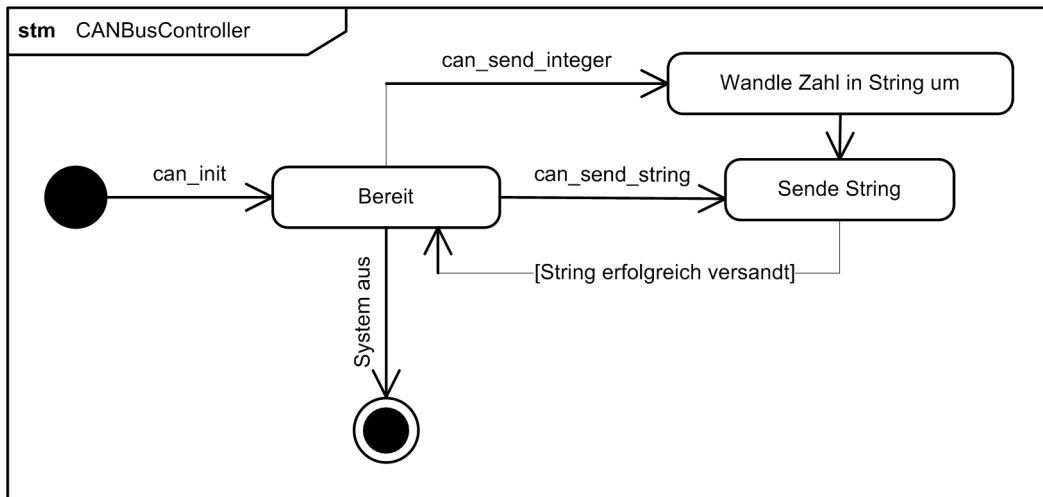 stm CANBusController
can_send_integer
Wandle Zahl in String um
can_init
Bereit
can_send_string
Sende String
[String erfolgreich versandt]
System aus